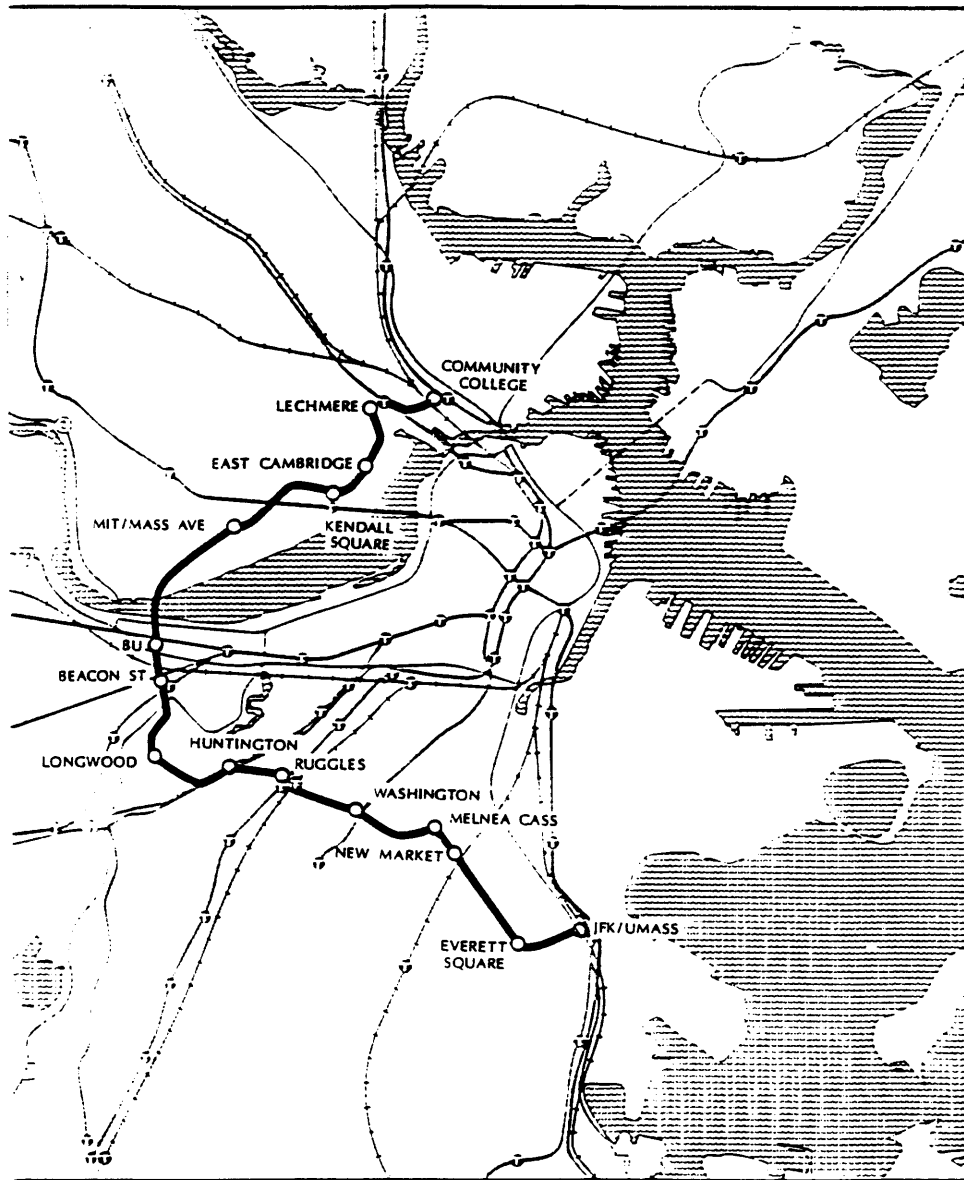 COMMUNITY
COLLEGE
LECHMERE
EAST CAMBRIDGE
MIT/MASS AVE
KENDALL
SQUARE
BU
BEACON ST
LONGWOOD
HUNTINGTON
RUGGLES
WASHINGTON
MELNEA CASS
NEW MARKET
EVERETT
SQUARE
JFK/UMASS